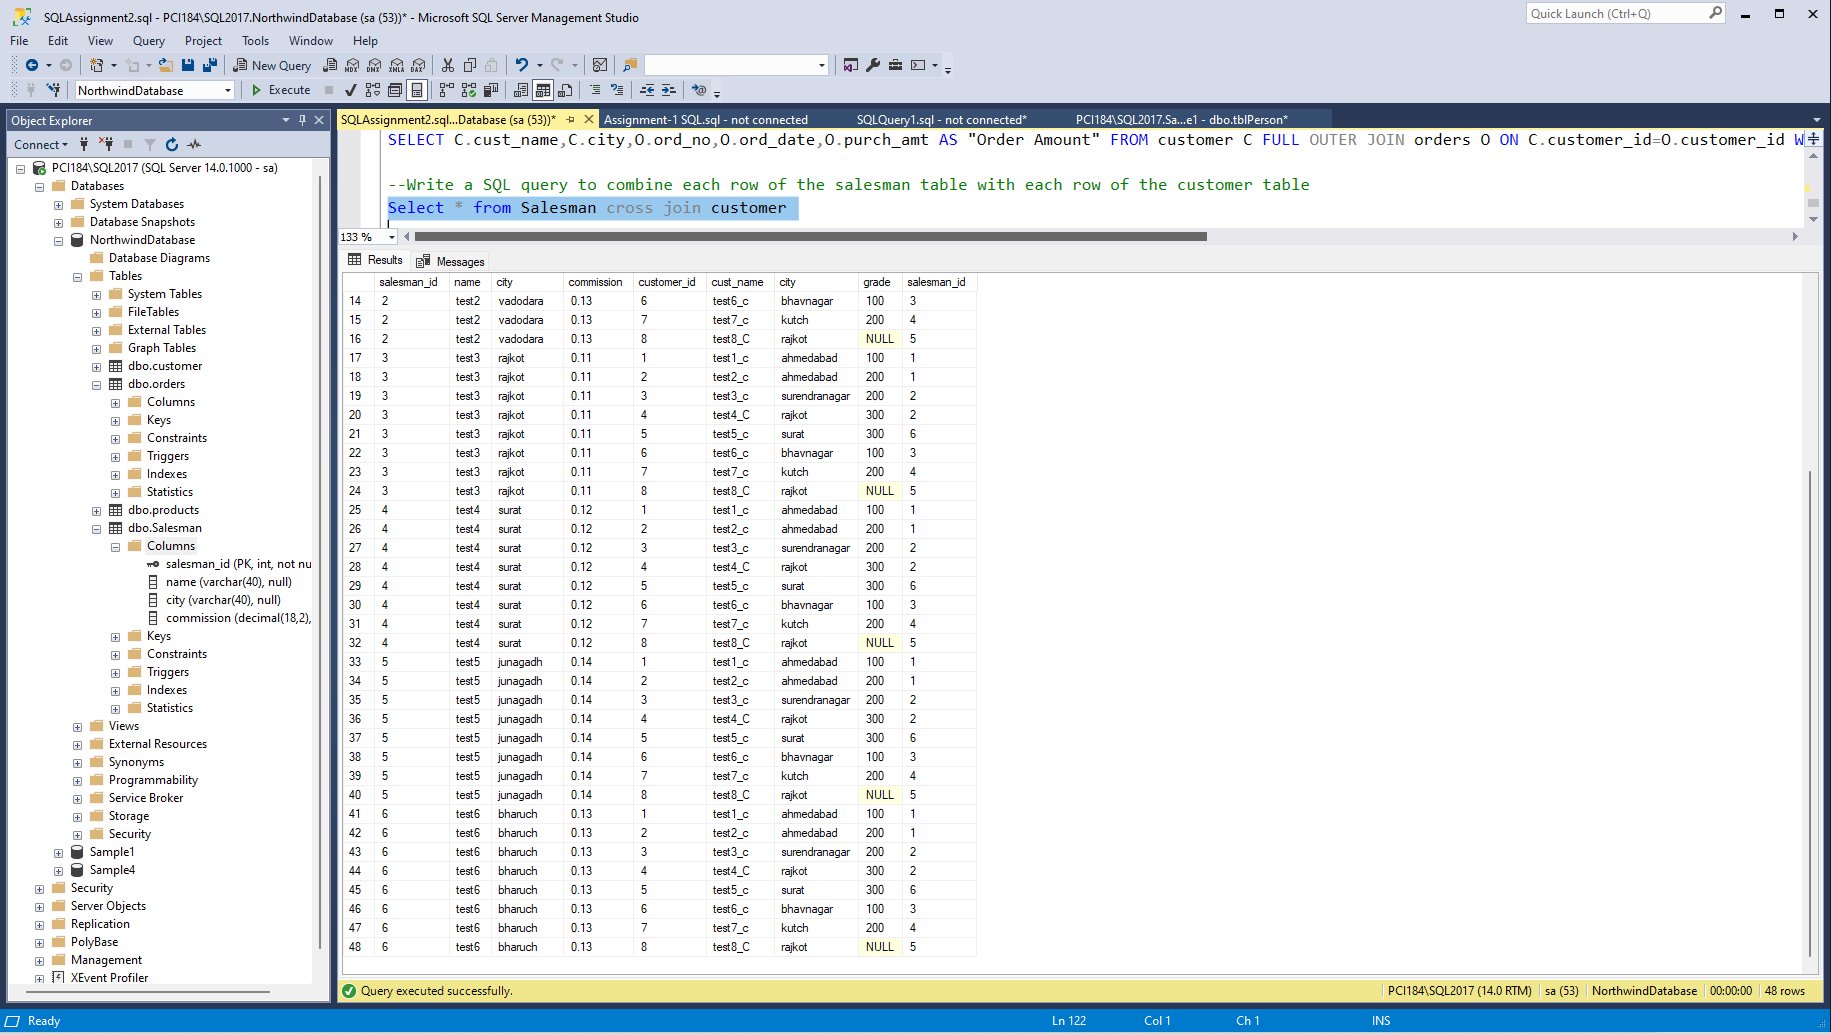 SQLAssignment2.sql - PCI184\SQL2017.NorthwindDatabase (sa (53))* - Microsoft SQL Server Management Studio
Quick Launch (Ctrl+Q)
File Edit View Query Project Tools Window Help
New Query MDX DMX XMLA DAX
NorthwindDatabase Execute
Object Explorer
Connect
PCI184\SQL2017 (SQL Server 14.0.1000 - sa)
Databases
System Databases
Database Snapshots
NorthwindDatabase
Database Diagrams
Tables
System Tables
FileTables
External Tables
Graph Tables
dbo.customer
dbo.orders
Columns
Keys
Constraints
Triggers
Indexes
Statistics
dbo.products
dbo.Salesman
Columns
salesman_id (PK, int, not nu
name (varchar(40), null)
city (varchar(40), null)
commission (decimal(18,2),
Keys
Constraints
Triggers
Indexes
Statistics
Views
External Resources
Synonyms
Programmability
Service Broker
Storage
Security
Sample1
Sample4
Security
Server Objects
Replication
PolyBase
Management
XEvent Profiler
SQLAssignment2.sql...Database (sa (53))* Assignment-1 SQL.sql - not connected SQLQuery1.sql - not connected* PCI184\SQL2017.Sa...e1 - dbo.tblPerson*
SELECT C.cust_name,C.city,O.ord_no,O.ord_date,O.purch_amt AS "Order Amount" FROM customer C FULL OUTER JOIN orders O ON C.customer_id=O.customer_id W
--Write a SQL query to combine each row of the salesman table with each row of the customer table
Select * from Salesman cross join customer
133 %
Results Messages
salesman_id name city commission customer_id cust_name city grade salesman_id
14 2 test2 vadodara 0.13 6 test6_c bhavnagar 100 3
15 2 test2 vadodara 0.13 7 test7_c kutch 200 4
16 2 test2 vadodara 0.13 8 test8_C rajkot NULL 5
17 3 test3 rajkot 0.11 1 test1_c ahmedabad 100 1
18 3 test3 rajkot 0.11 2 test2_c ahmedabad 200 1
19 3 test3 rajkot 0.11 3 test3_c surendranagar 200 2
20 3 test3 rajkot 0.11 4 test4_C rajkot 300 2
21 3 test3 rajkot 0.11 5 test5_c surat 300 6
22 3 test3 rajkot 0.11 6 test6_c bhavnagar 100 3
23 3 test3 rajkot 0.11 7 test7_c kutch 200 4
24 3 test3 rajkot 0.11 8 test8_C rajkot NULL 5
25 4 test4 surat 0.12 1 test1_c ahmedabad 100 1
26 4 test4 surat 0.12 2 test2_c ahmedabad 200 1
27 4 test4 surat 0.12 3 test3_c surendranagar 200 2
28 4 test4 surat 0.12 4 test4_C rajkot 300 2
29 4 test4 surat 0.12 5 test5_c surat 300 6
30 4 test4 surat 0.12 6 test6_c bhavnagar 100 3
31 4 test4 surat 0.12 7 test7_c kutch 200 4
32 4 test4 surat 0.12 8 test8_C rajkot NULL 5
33 5 test5 junagadh 0.14 1 test1_c ahmedabad 100 1
34 5 test5 junagadh 0.14 2 test2_c ahmedabad 200 1
35 5 test5 junagadh 0.14 3 test3_c surendranagar 200 2
36 5 test5 junagadh 0.14 4 test4_C rajkot 300 2
37 5 test5 junagadh 0.14 5 test5_c surat 300 6
38 5 test5 junagadh 0.14 6 test6_c bhavnagar 100 3
39 5 test5 junagadh 0.14 7 test7_c kutch 200 4
40 5 test5 junagadh 0.14 8 test8_C rajkot NULL 5
41 6 test6 bharuch 0.13 1 test1_c ahmedabad 100 1
42 6 test6 bharuch 0.13 2 test2_c ahmedabad 200 1
43 6 test6 bharuch 0.13 3 test3_c surendranagar 200 2
44 6 test6 bharuch 0.13 4 test4_C rajkot 300 2
45 6 test6 bharuch 0.13 5 test5_c surat 300 6
46 6 test6 bharuch 0.13 6 test6_c bhavnagar 100 3
47 6 test6 bharuch 0.13 7 test7_c kutch 200 4
48 6 test6 bharuch 0.13 8 test8_C rajkot NULL 5
Query executed successfully. PCI184\SQL2017 (14.0 RTM) sa (53) NorthwindDatabase 00:00:00 48 rows
Ready Ln 122 Col 1 Ch 1 INS